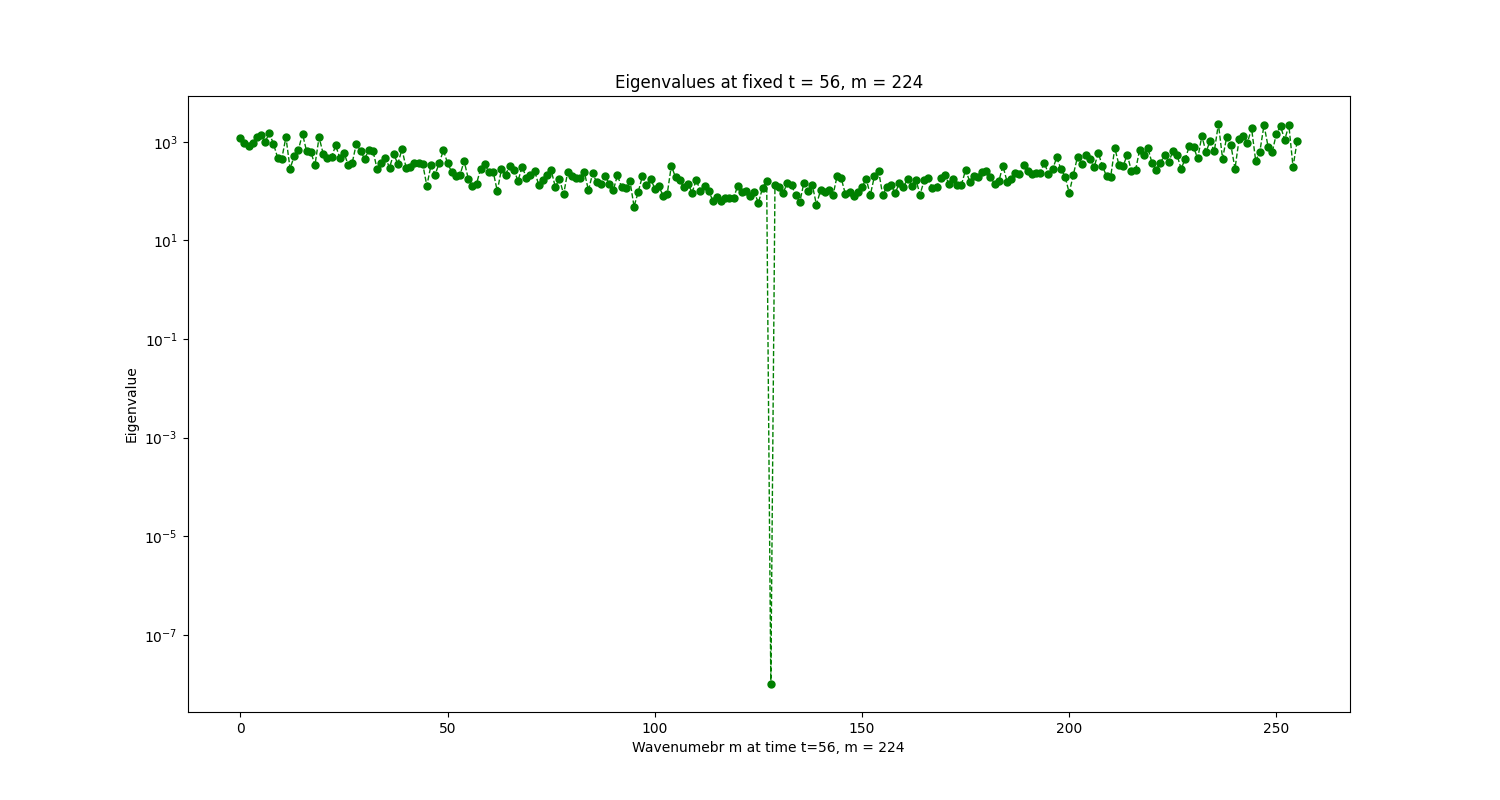 Eigenvalues at fixed t = 56, m = 224
10³
10¹
10⁻¹
10⁻³
10⁻⁵
10⁻⁷
Eigenvalue
0 50 100 150 200 250
Wavenumebr m at time t=56, m = 224